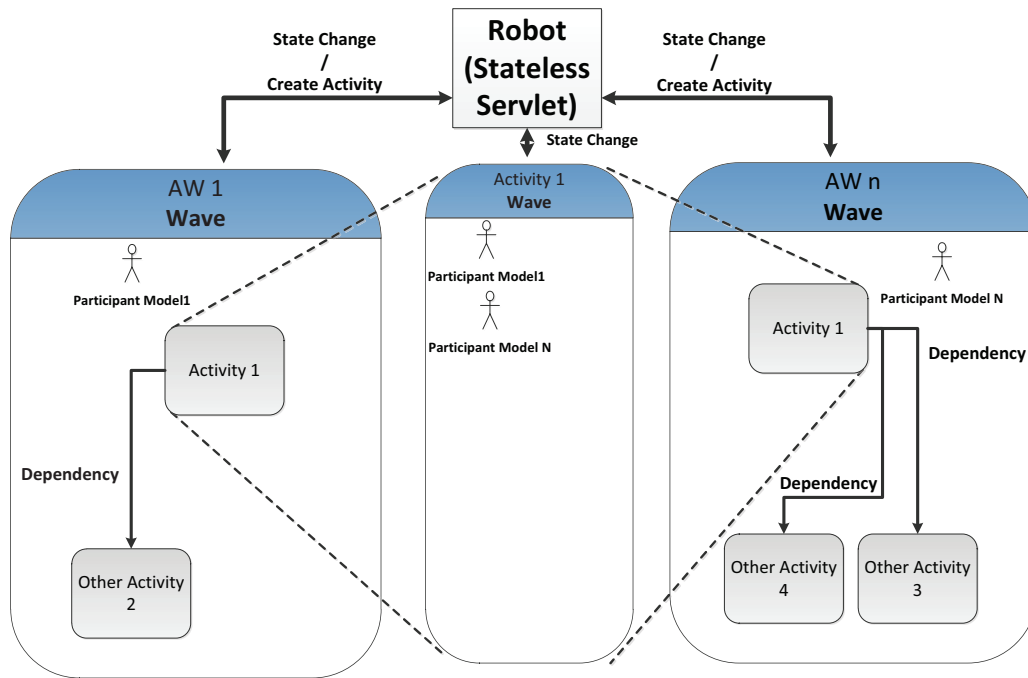 Robot
(Stateless
Servlet)
State Change
/
Create Activity
State Change
/
Create Activity
State Change
AW 1
Wave
Participant Model1
Activity 1
Dependency
Other Activity
2
Activity 1
Wave
Participant Model1
Participant Model N
AW n
Wave
Participant Model N
Activity 1
Dependency
Dependency
Other Activity
4
Other Activity
3